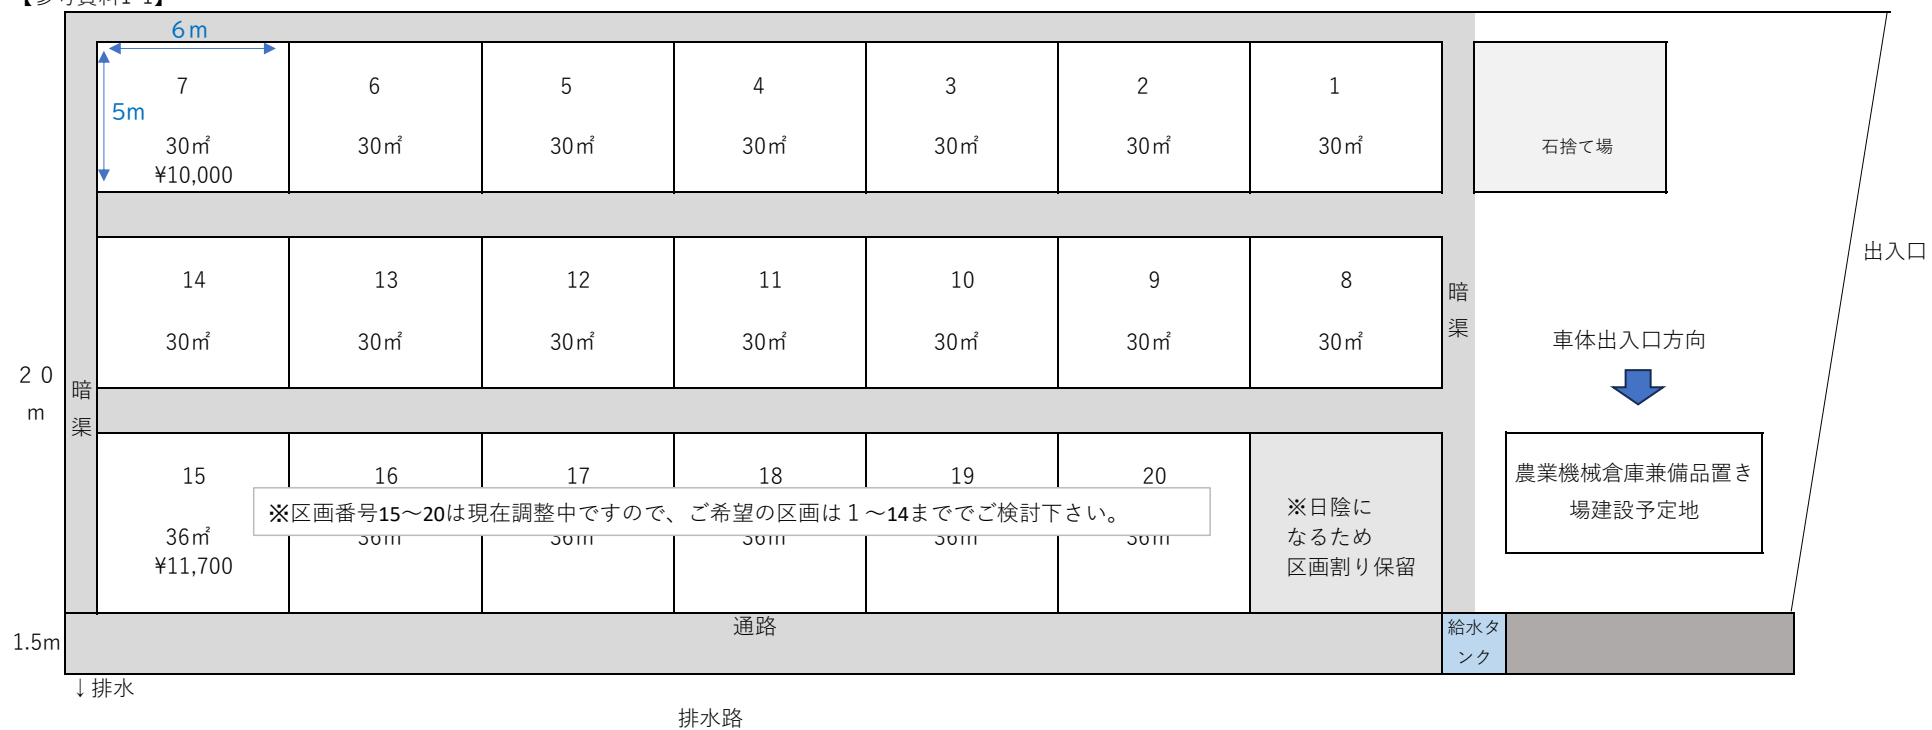 【参考資料1-1】
6m
7
6
5
4
3
2
1
5m
30㎡
30㎡
30㎡
30㎡
30㎡
30㎡
30㎡
石捨て場
¥10,000
出入口
14
13
12
11
10
9
8
暗渠
30㎡
30㎡
30㎡
30㎡
30㎡
30㎡
30㎡
車体出入口方向
20
m
暗渠
15
16
17
18
19
20
農業機械倉庫兼備品置き
場建設予定地
※区画番号15～20は現在調整中ですので、ご希望の区画は１～14まででご検討下さい。
※日陰に
なるため
区画割り保留
36㎡
36㎡
36㎡
36㎡
36㎡
36㎡
¥11,700
通路
1.5m
給水タ
ンク
↓排水
排水路